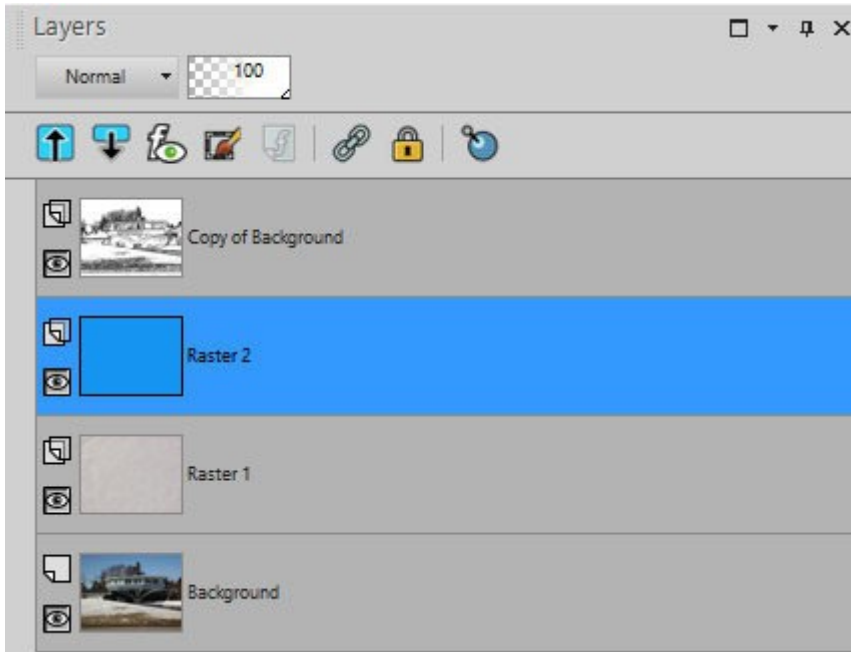 Layers
Normal 100
Copy of Background
Raster 2
Raster 1
Background